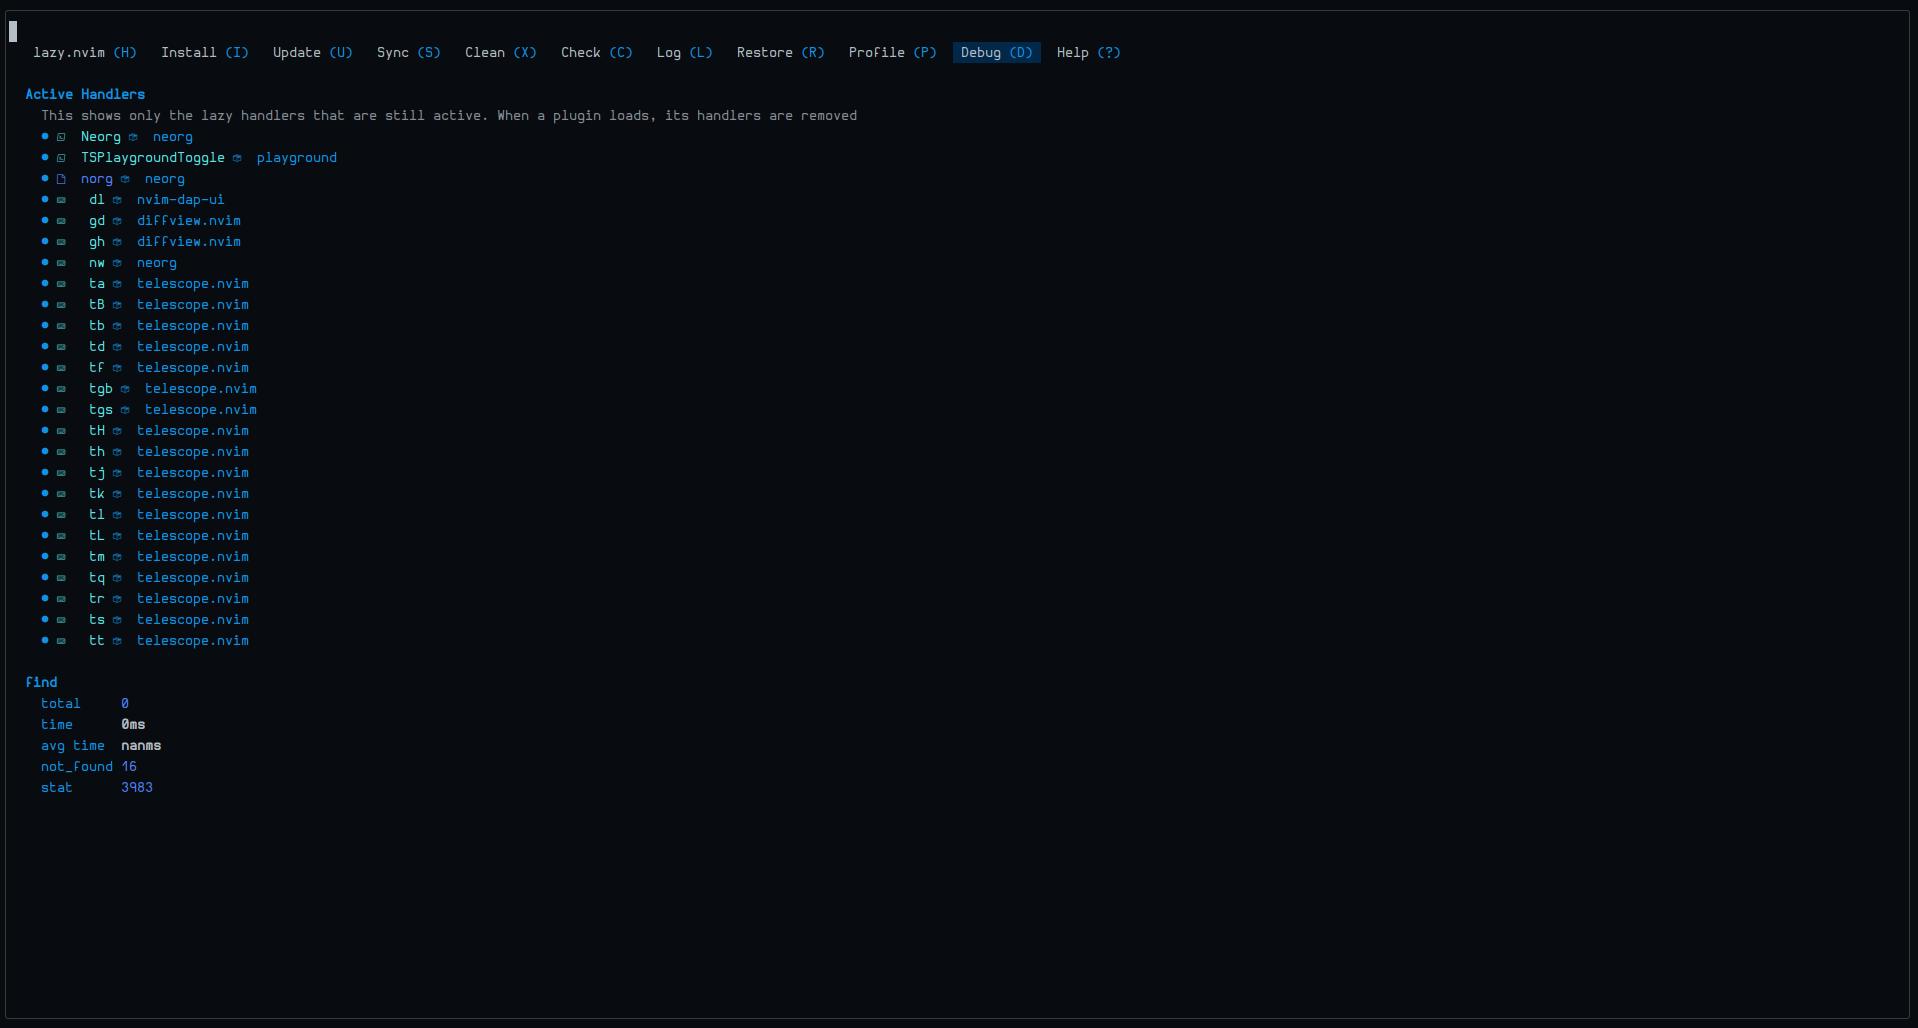 lazy.nvim (H) Install (I) Update (U) Sync (S) Clean (X) Check (C) Log (L) Restore (R) Profile (P) Debug (D) Help (?)
Active Handlers
This shows only the lazy handlers that are still active. When a plugin loads, its handlers are removed
Neorg neorg
TSPlaygroundToggle playground
norg neorg
dl nvim-dap-ui
gd diffview.nvim
gh diffview.nvim
nw neorg
ta telescope.nvim
tB telescope.nvim
tb telescope.nvim
td telescope.nvim
tf telescope.nvim
tgb telescope.nvim
tgs telescope.nvim
tH telescope.nvim
th telescope.nvim
tj telescope.nvim
tk telescope.nvim
tl telescope.nvim
tL telescope.nvim
tm telescope.nvim
tq telescope.nvim
tr telescope.nvim
ts telescope.nvim
tt telescope.nvim
find
total 0
time 0ms
avg time nanms
not_found 16
stat 3983